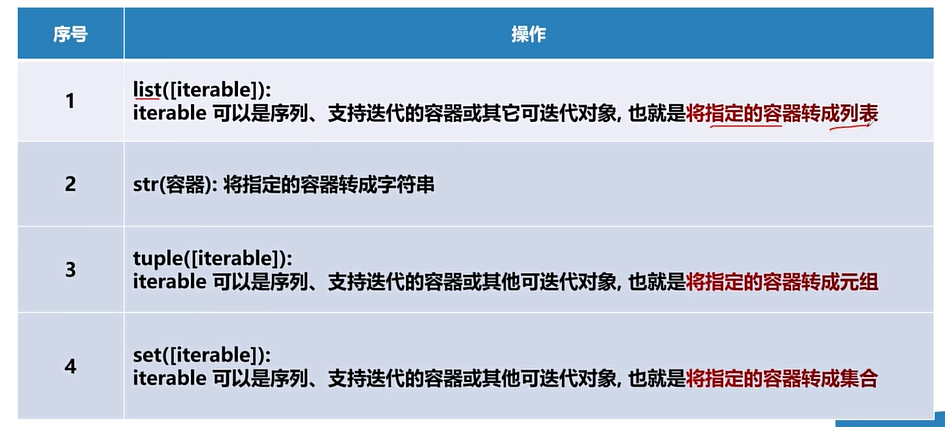 序号
操作
1
list([iterable]):
iterable 可以是序列、支持迭代的容器或其它可迭代对象, 也就是将指定的容器转成列表
2
str(容器): 将指定的容器转成字符串
3
tuple([iterable]):
iterable 可以是序列、支持迭代的容器或其他可迭代对象, 也就是将指定的容器转成元组
4
set([iterable]):
iterable 可以是序列、支持迭代的容器或其他可迭代对象, 也就是将指定的容器转成集合